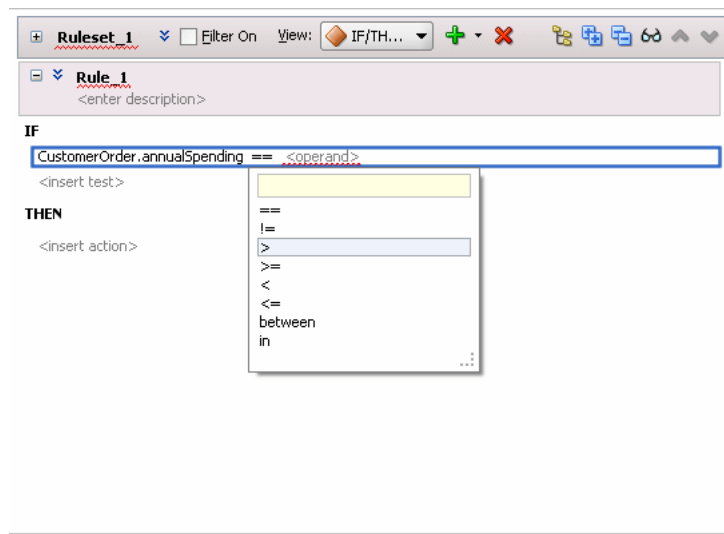 Ruleset_1 Filter On View: IF/TH...
Rule_1
<enter description>
IF
CustomerOrder.annualSpending == <operand>
<insert test>
==
!=
>
>=
<
<=
between
in
THEN
<insert action>